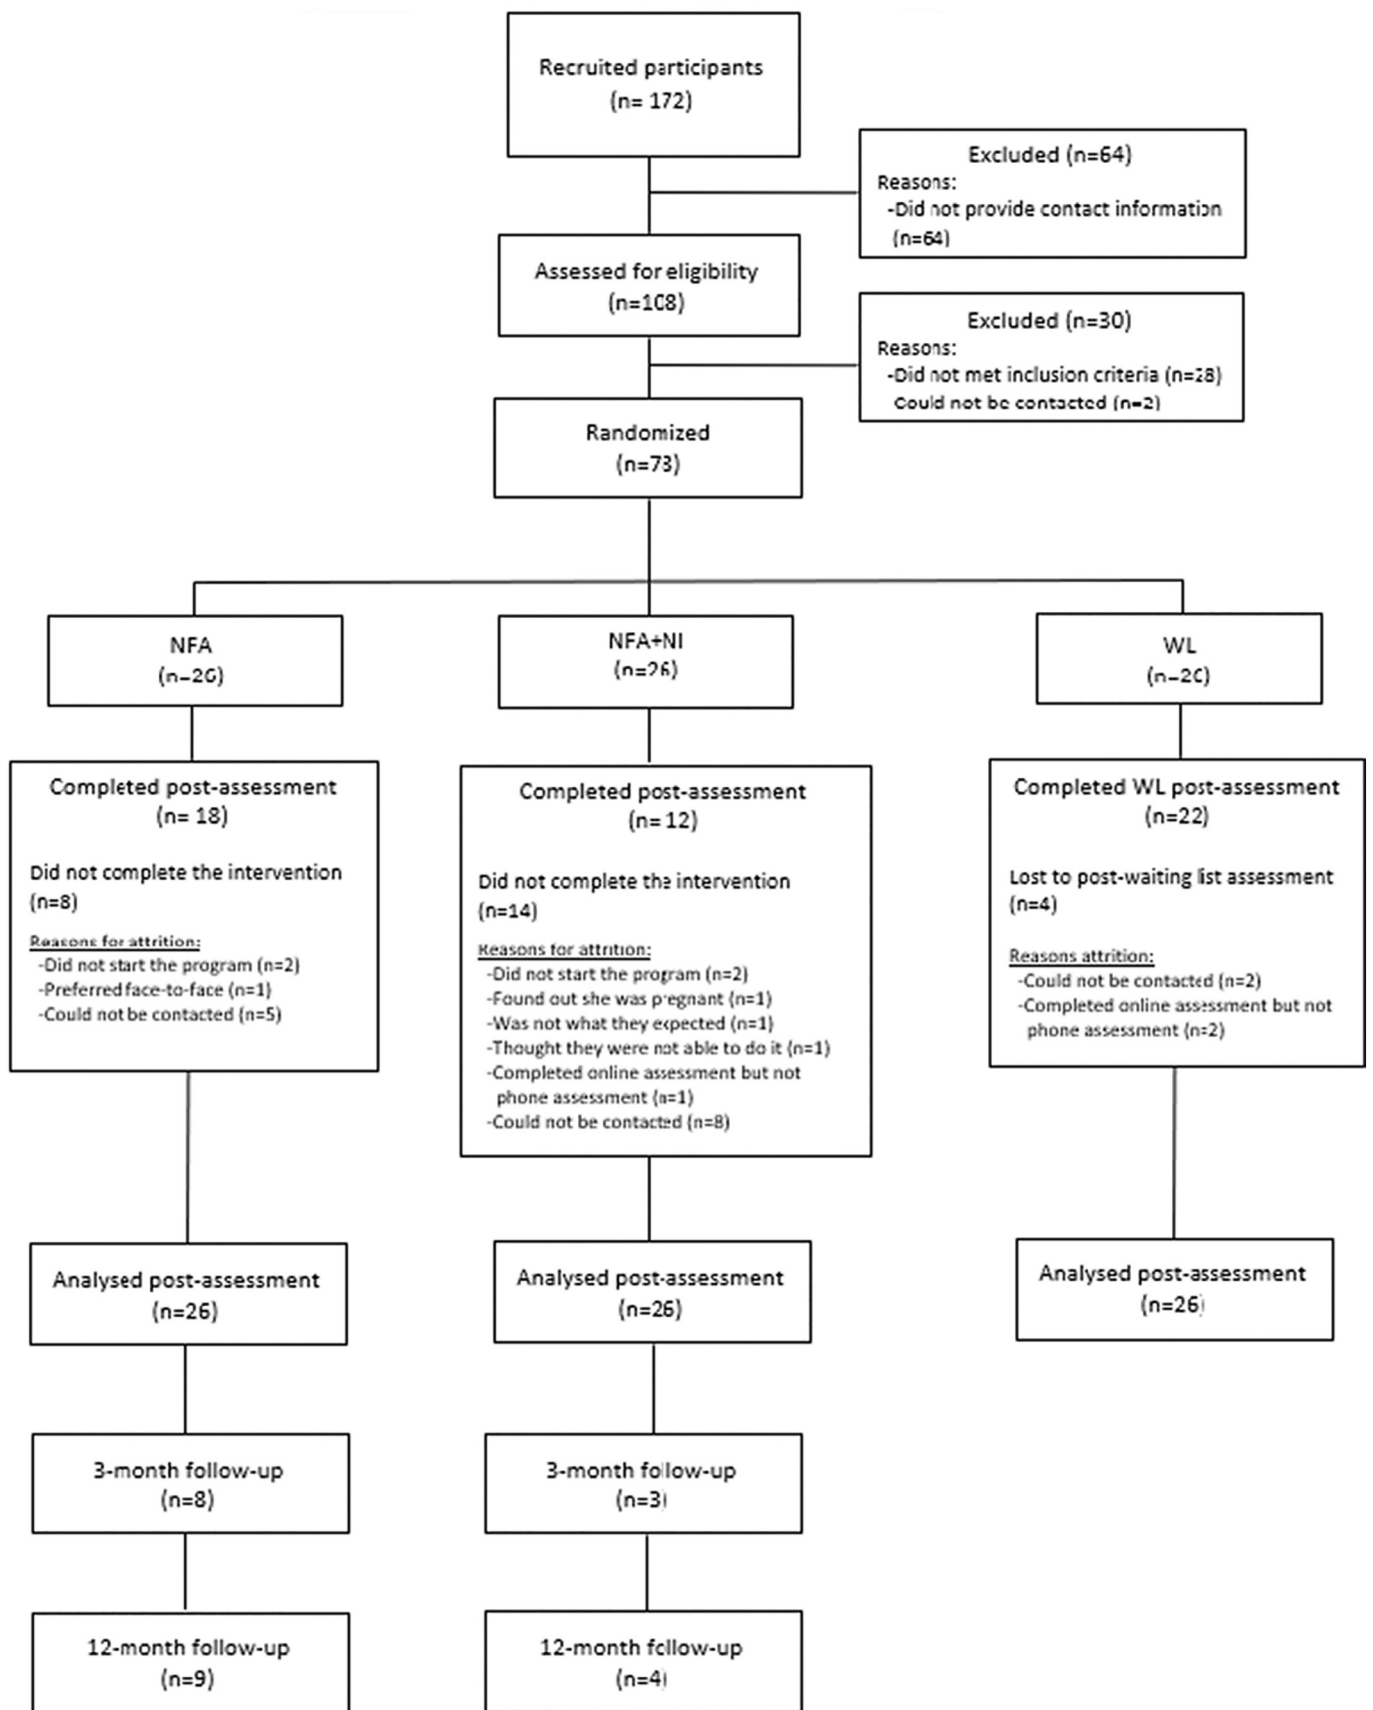 Recruited participants
(n= 172)
Excluded (n=64)
Reasons:
-Did not provide contact information
(n=64)
Assessed for eligibility
(n=108)
Excluded (n=30)
Reasons:
-Did not met inclusion criteria (n=28)
Could not be contacted (n=2)
Randomized
(n=78)
NFA
(n=26)
NFA+NI
(n=26)
WL
(n=26)
Completed post-assessment
(n= 18)
Did not complete the intervention
(n=8)
Reasons for attrition:
-Did not start the program (n=2)
-Preferred face-to-face (n=1)
-Could not be contacted (n=5)
Completed post-assessment
(n= 12)
Did not complete the intervention
(n=14)
Reasons for attrition:
-Did not start the program (n=2)
-Found out she was pregnant (n=1)
-Was not what they expected (n=1)
-Thought they were not able to do it (n=1)
-Completed online assessment but not
phone assessment (n=1)
-Could not be contacted (n=8)
Completed WL post-assessment
(n=22)
Lost to post-waiting list assessment
(n=4)
Reasons attrition:
-Could not be contacted (n=2)
-Completed online assessment but not
phone assessment (n=2)
Analysed post-assessment
(n=26)
Analysed post-assessment
(n=26)
Analysed post-assessment
(n=26)
3-month follow-up
(n=8)
3-month follow-up
(n=3)
12-month follow-up
(n=9)
12-month follow-up
(n=4)